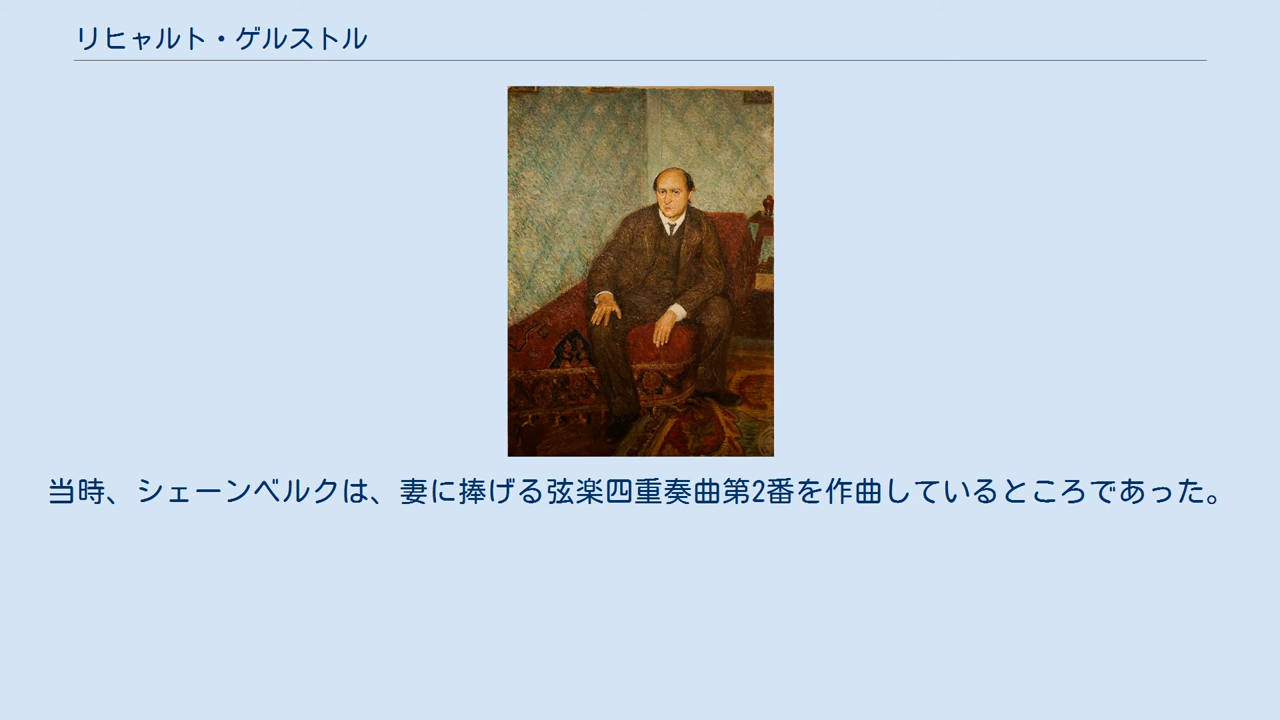 リヒャルト・ゲルストル
当時、シェーンベルクは、妻に捧げる弦楽四重奏曲第2番を作曲しているところであった。